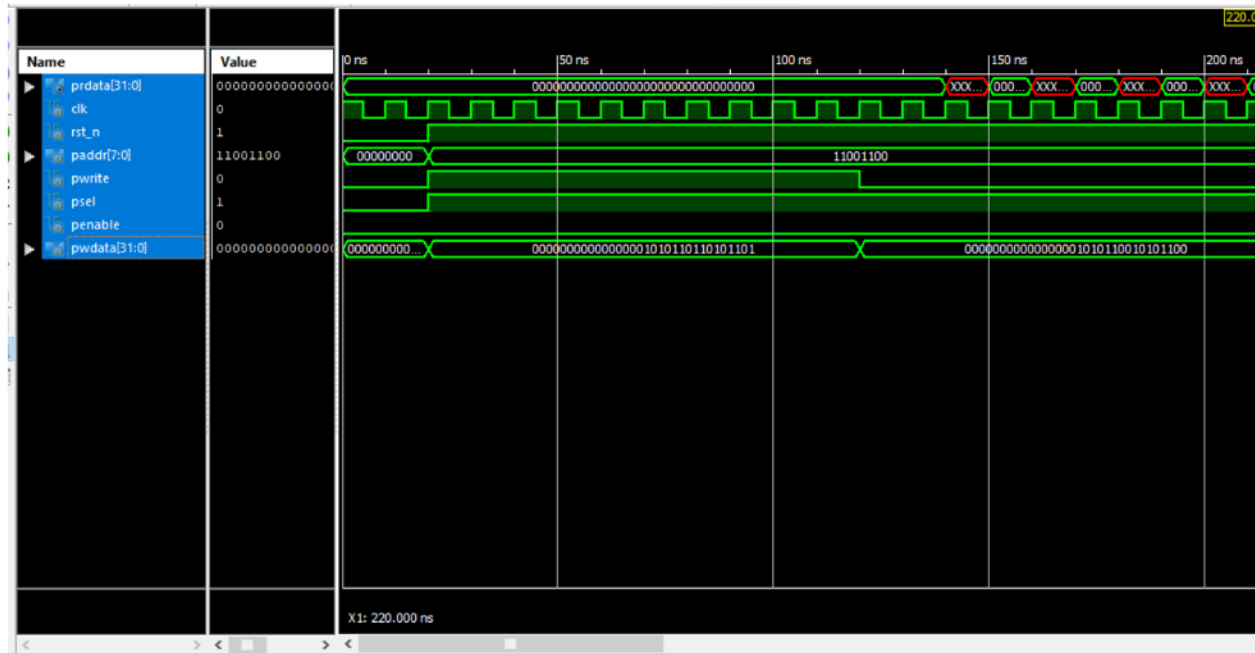 220.0
Name Value 0 ns 50 ns 100 ns 150 ns 200 ns
prdata[31:0] 0000000000000000 00000000000000000000000000000000 XXX... 000... XXX... 000... XXX... 000... XXX...
clk 0
rst_n 1
paddr[7:0] 11001100 00000000 11001100
pwrite 0
psel 1
penable 0
pwdata[31:0] 0000000000000000 000000000... 00000000000000001010110110101101 00000000000000001010110010101100
X1: 220.000 ns